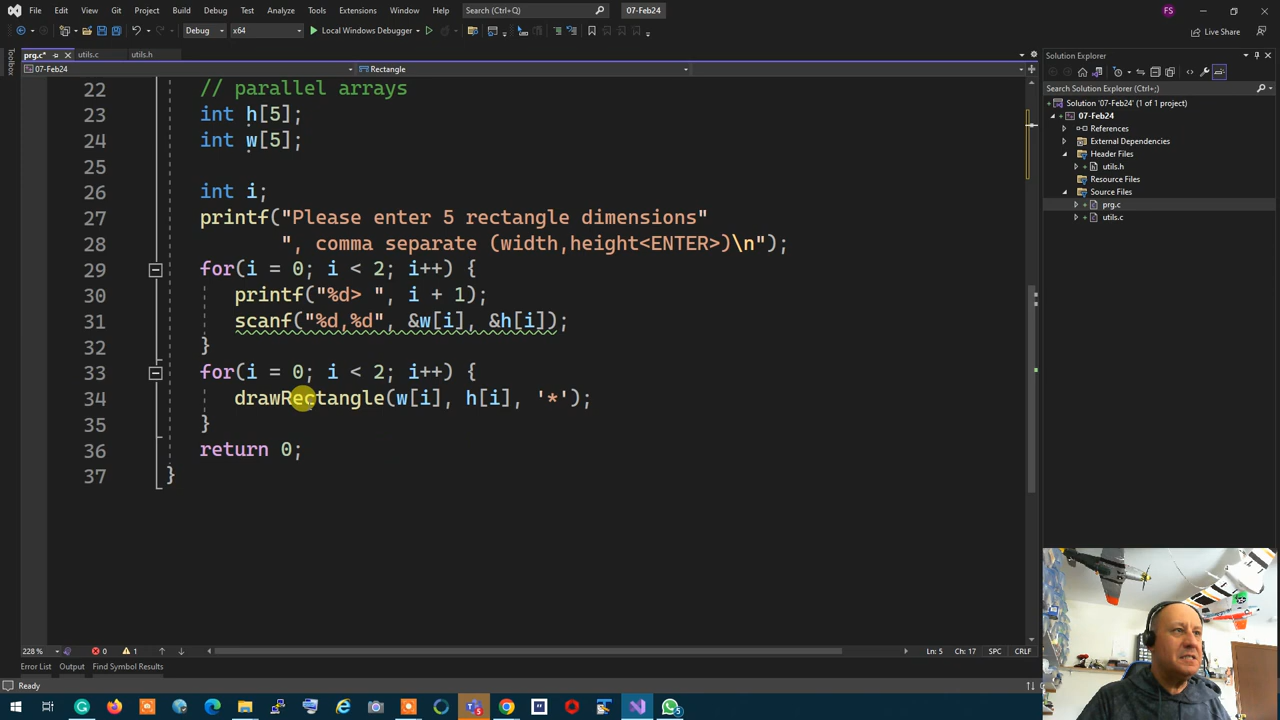 File Edit View Git Project Build Debug Test Analyze Tools Extensions Window Help Search (Ctrl+Q) 07-Feb24 FS
Debug x64 Local Windows Debugger Live Share
prg.c* utils.c utils.h
07-Feb24 Rectangle
Toolbox
22 // parallel arrays
23 int h[5];
24 int w[5];
25
26 int i;
27 printf("Please enter 5 rectangle dimensions"
28 ", comma separate (width,height<ENTER>)\n");
29 for(i = 0; i < 2; i++) {
30 printf("%d> ", i + 1);
31 scanf("%d,%d", &w[i], &h[i]);
32 }
33 for(i = 0; i < 2; i++) {
34 drawRectangle(w[i], h[i], '*');
35 }
36 return 0;
37 }
228 % 0 1 Ln: 5 Ch: 17 SPC CRLF
Error List Output Find Symbol Results
Ready
Solution Explorer
Search Solution Explorer (Ctrl+;)
Solution '07-Feb24' (1 of 1 project)
07-Feb24
References
External Dependencies
Header Files
utils.h
Resource Files
Source Files
prg.c
utils.c